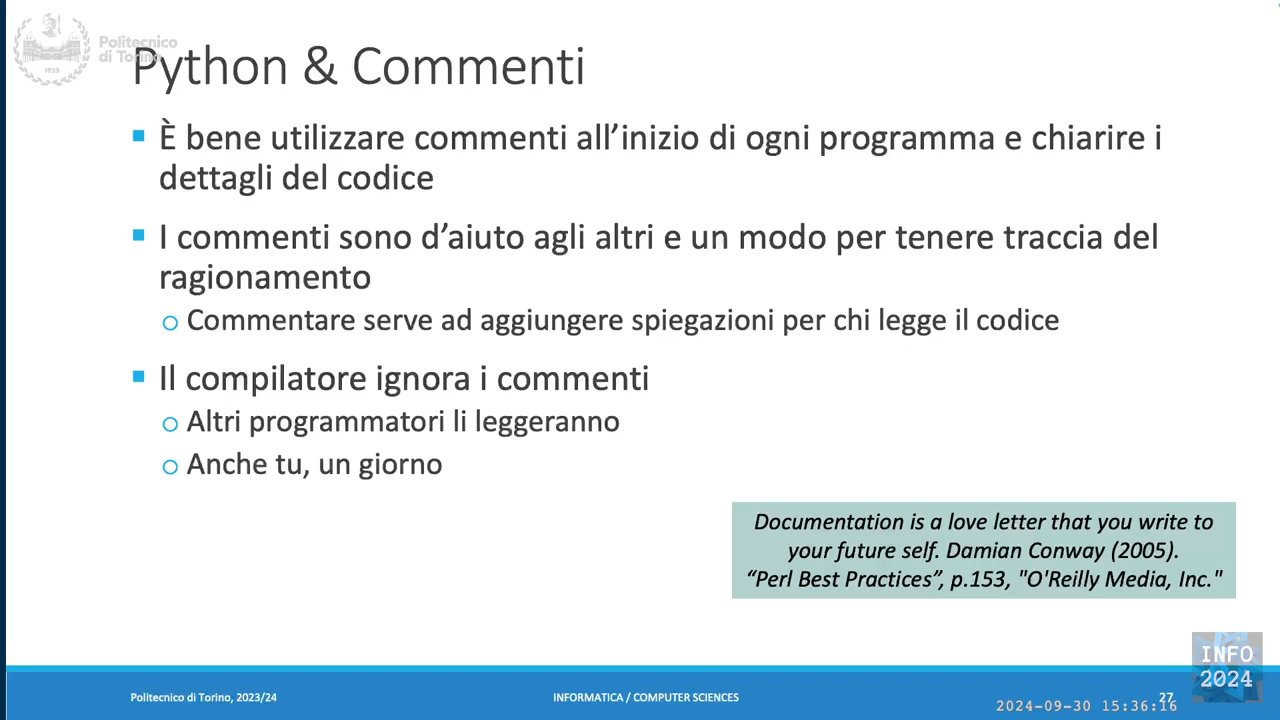 Politecnico
di Torino
1859
Python & Commenti
È bene utilizzare commenti all’inizio di ogni programma e chiarire i
dettagli del codice
I commenti sono d’aiuto agli altri e un modo per tenere traccia del
ragionamento
Commentare serve ad aggiungere spiegazioni per chi legge il codice
Il compilatore ignora i commenti
Altri programmatori li leggeranno
Anche tu, un giorno
Documentation is a love letter that you write to
your future self. Damian Conway (2005).
“Perl Best Practices”, p.153, "O'Reilly Media, Inc."
INFO
2024
Politecnico di Torino, 2023/24
INFORMATICA / COMPUTER SCIENCES
27
2024-09-30 15:36:16